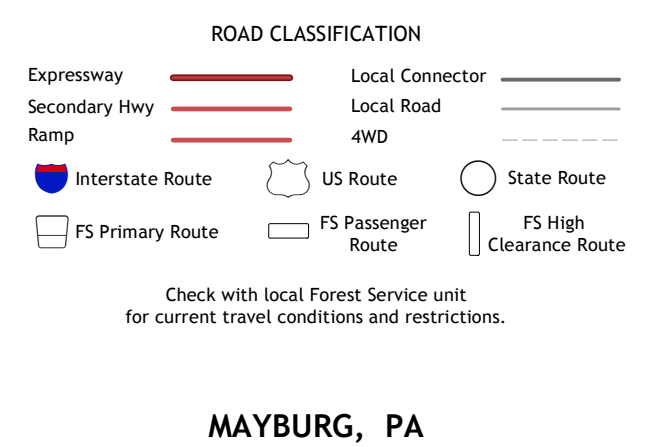 ROAD CLASSIFICATION
Expressway
Local Connector
Secondary Hwy
Local Road
Ramp
4WD
Interstate Route
US Route
State Route
FS Primary Route
FS Passenger
Route
FS High
Clearance Route
Check with local Forest Service unit
for current travel conditions and restrictions.
MAYBURG, PA